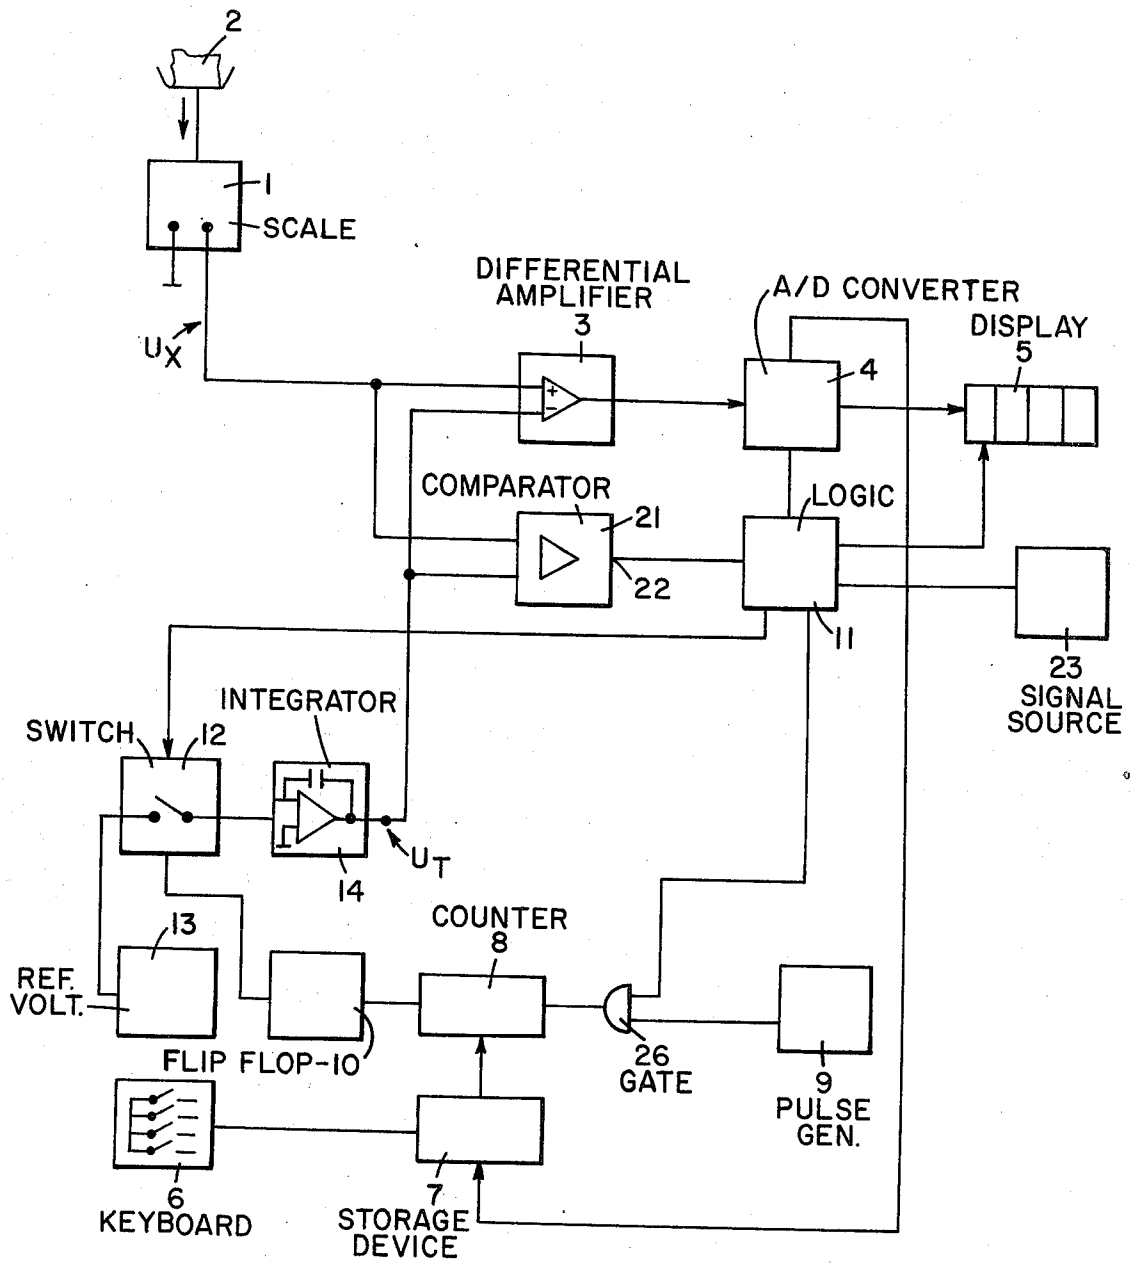 2
1
SCALE
UX
DIFFERENTIAL
AMPLIFIER
3
+
−
A/D CONVERTER
4
DISPLAY
5
COMPARATOR
21
22
LOGIC
11
23
SIGNAL
SOURCE
INTEGRATOR
SWITCH
12
14
UT
13
REF.
VOLT.
COUNTER
8
FLIP FLOP-10
26
GATE
9
PULSE
GEN.
6
KEYBOARD
7
STORAGE
DEVICE